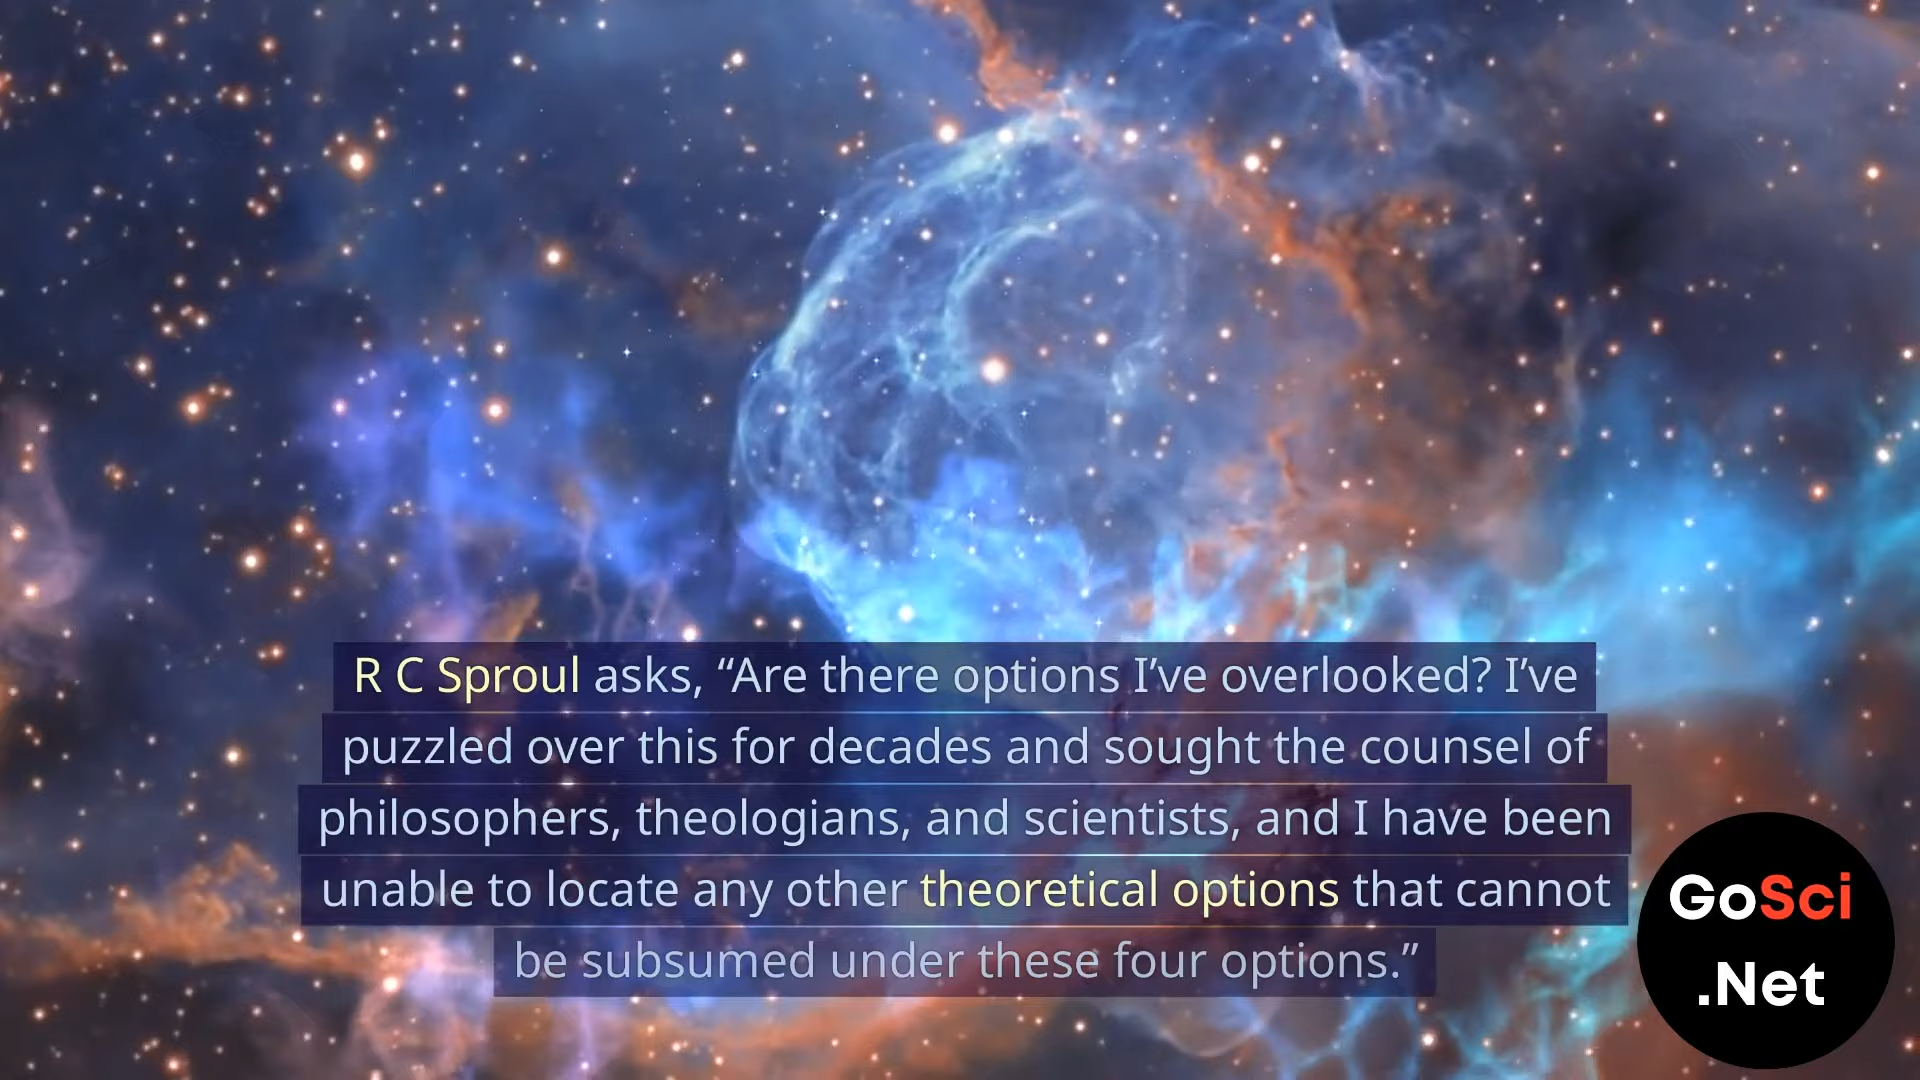 R C Sproul asks, “Are there options I’ve overlooked? I’ve
puzzled over this for decades and sought the counsel of
philosophers, theologians, and scientists, and I have been
unable to locate any other theoretical options that cannot
be subsumed under these four options.”
GoSci
.Net